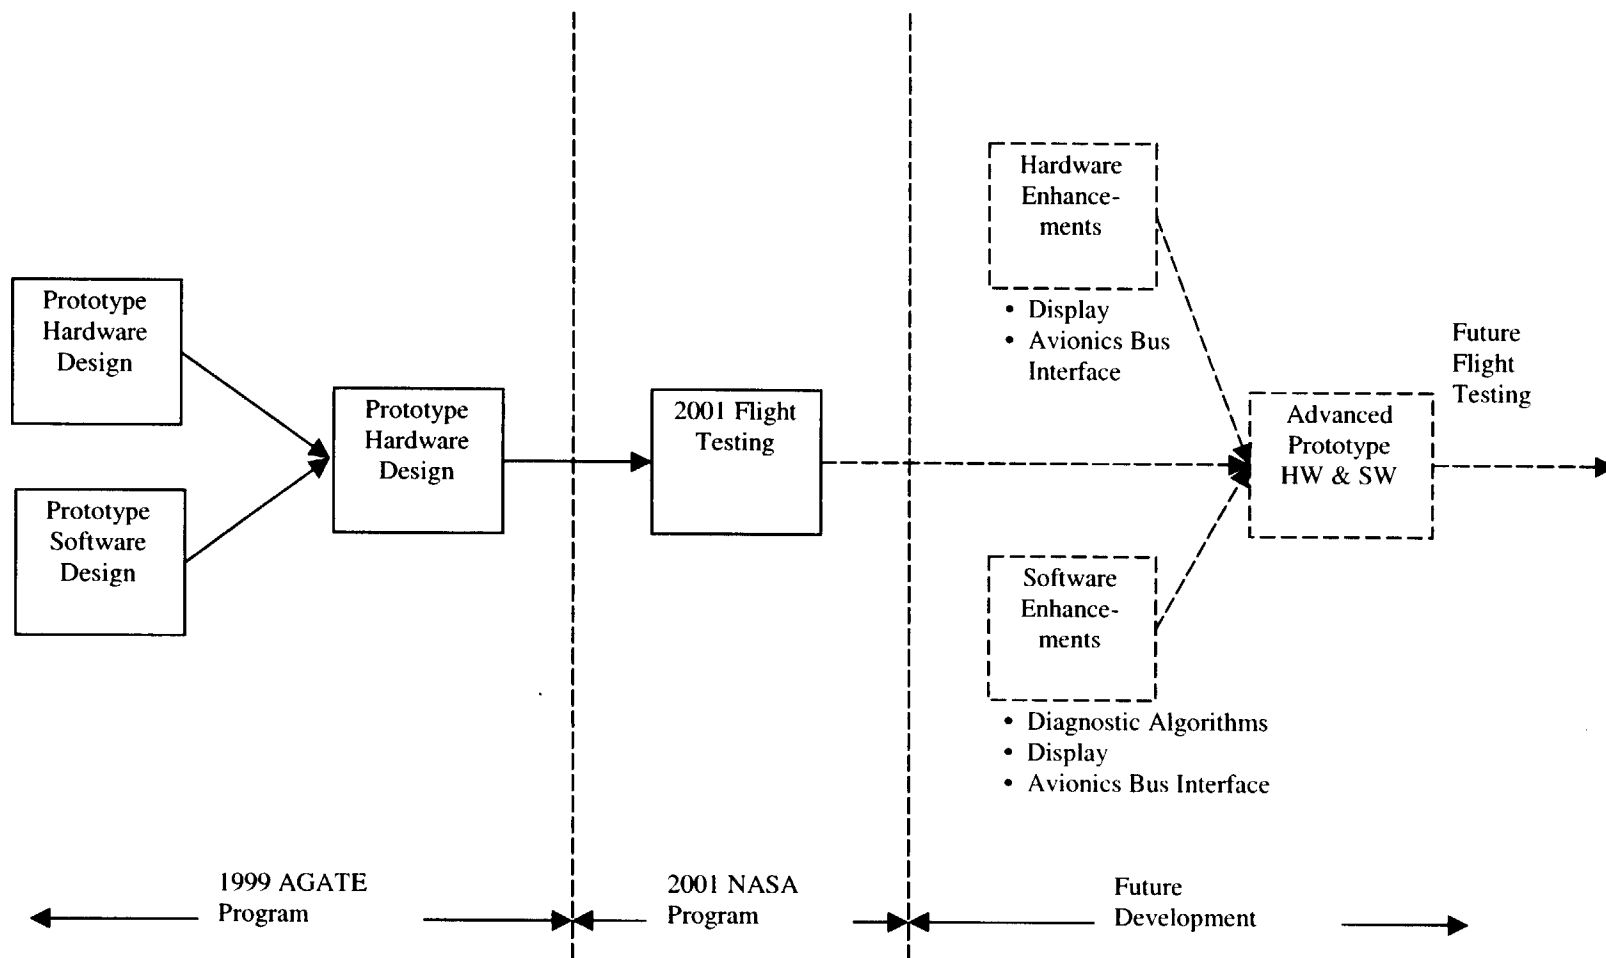 Prototype
Hardware
Design
Prototype
Software
Design
Prototype
Hardware
Design
2001 Flight
Testing
Hardware
Enhance-
ments
• Display
• Avionics Bus
Interface
Software
Enhance-
ments
• Diagnostic Algorithms
• Display
• Avionics Bus Interface
Advanced
Prototype
HW & SW
Future
Flight
Testing
1999 AGATE
Program
2001 NASA
Program
Future
Development